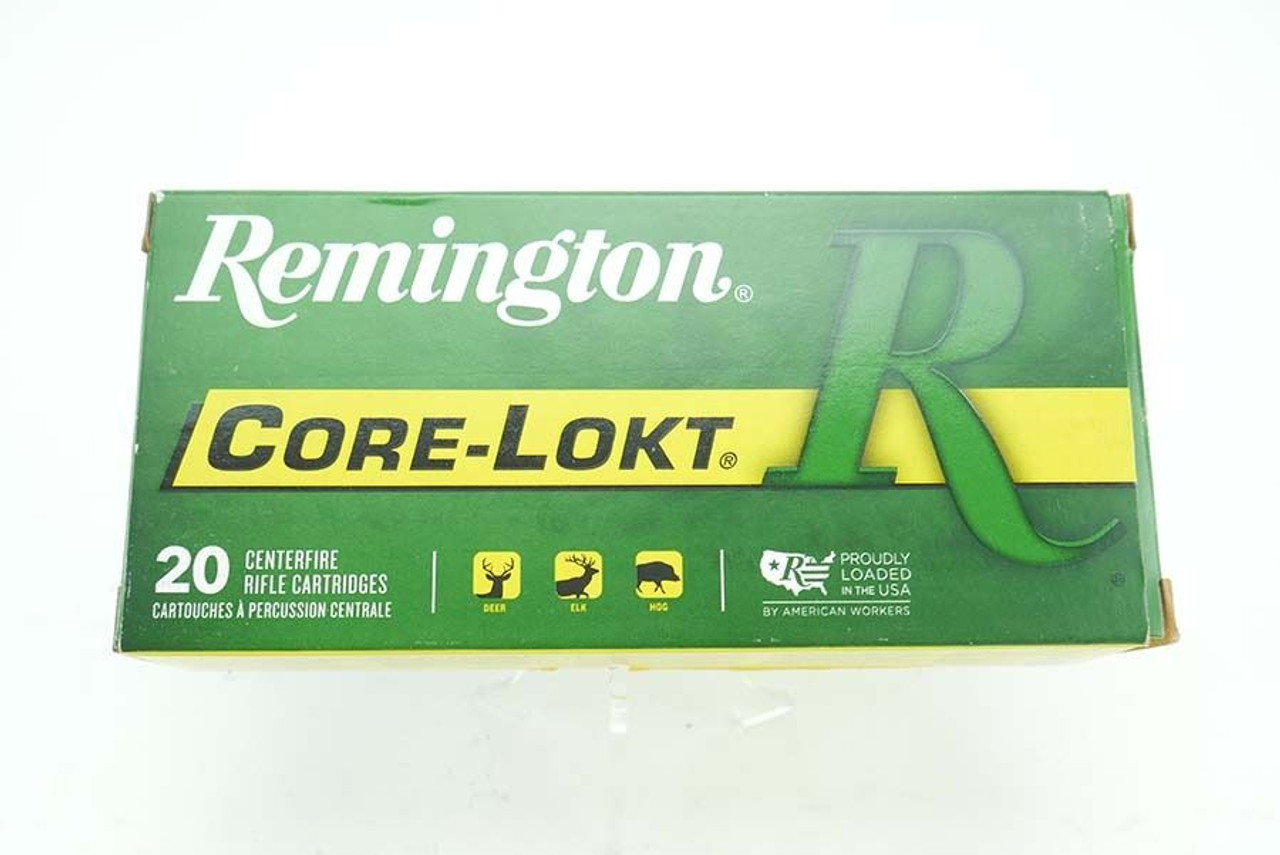 Remington®
CORE-LOKT®
R
20 CENTERFIRE
RIFLE CARTRIDGES
CARTOUCHES À PERCUSSION CENTRALE
DEER
ELK
HOG
R
PROUDLY
LOADED
IN THE USA
BY AMERICAN WORKERS
®